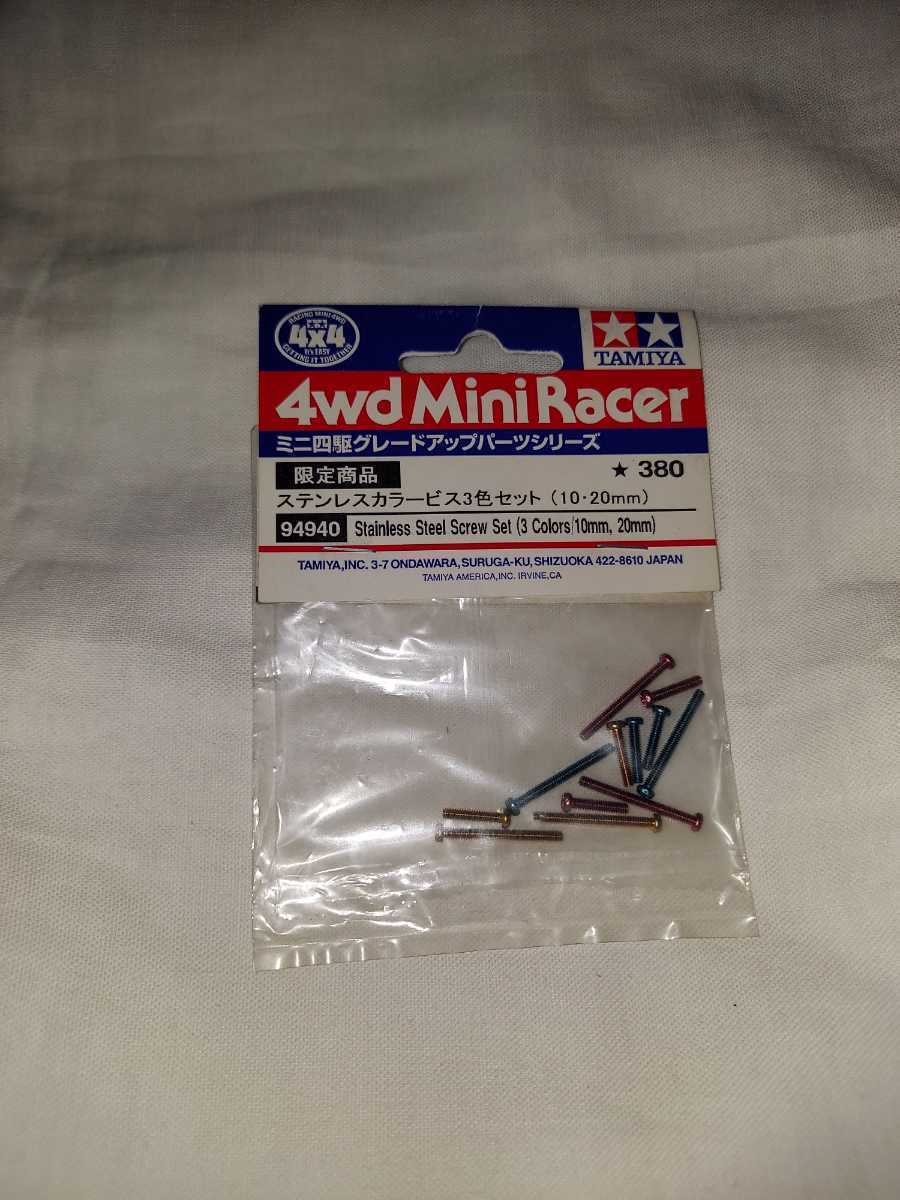 RACING MINI 4WD
4x4
It's EASY
GETTING IT TOGETHER
TAMIYA
4wd Mini Racer
ミニ四駆グレードアップパーツシリーズ
限定商品
★ 380
ステンレスカラービス3色セット（10・20mm）
94940 Stainless Steel Screw Set (3 Colors/10mm, 20mm)
TAMIYA,INC. 3-7 ONDAWARA,SURUGA-KU,SHIZUOKA 422-8610 JAPAN
TAMIYA AMERICA,INC. IRVINE,CA